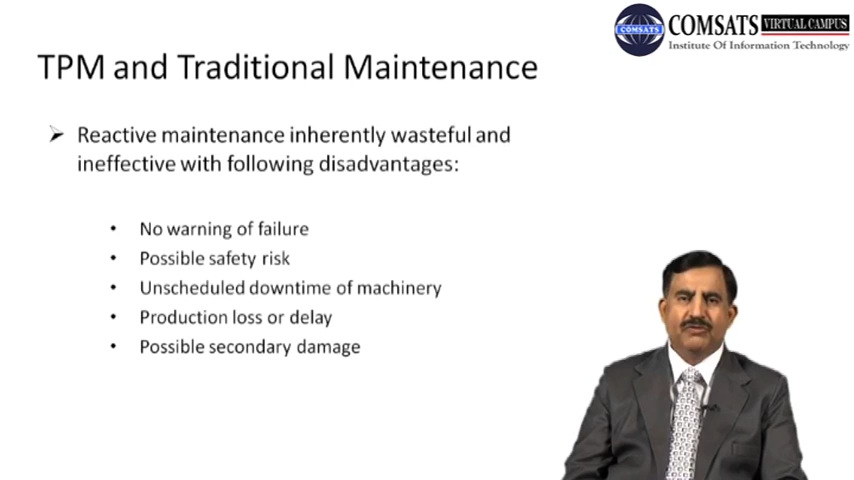 COMSATS VIRTUAL CAMPUS
COMSATS
Institute Of Information Technology
TPM and Traditional Maintenance
Reactive maintenance inherently wasteful and
ineffective with following disadvantages:
No warning of failure
Possible safety risk
Unscheduled downtime of machinery
Production loss or delay
Possible secondary damage